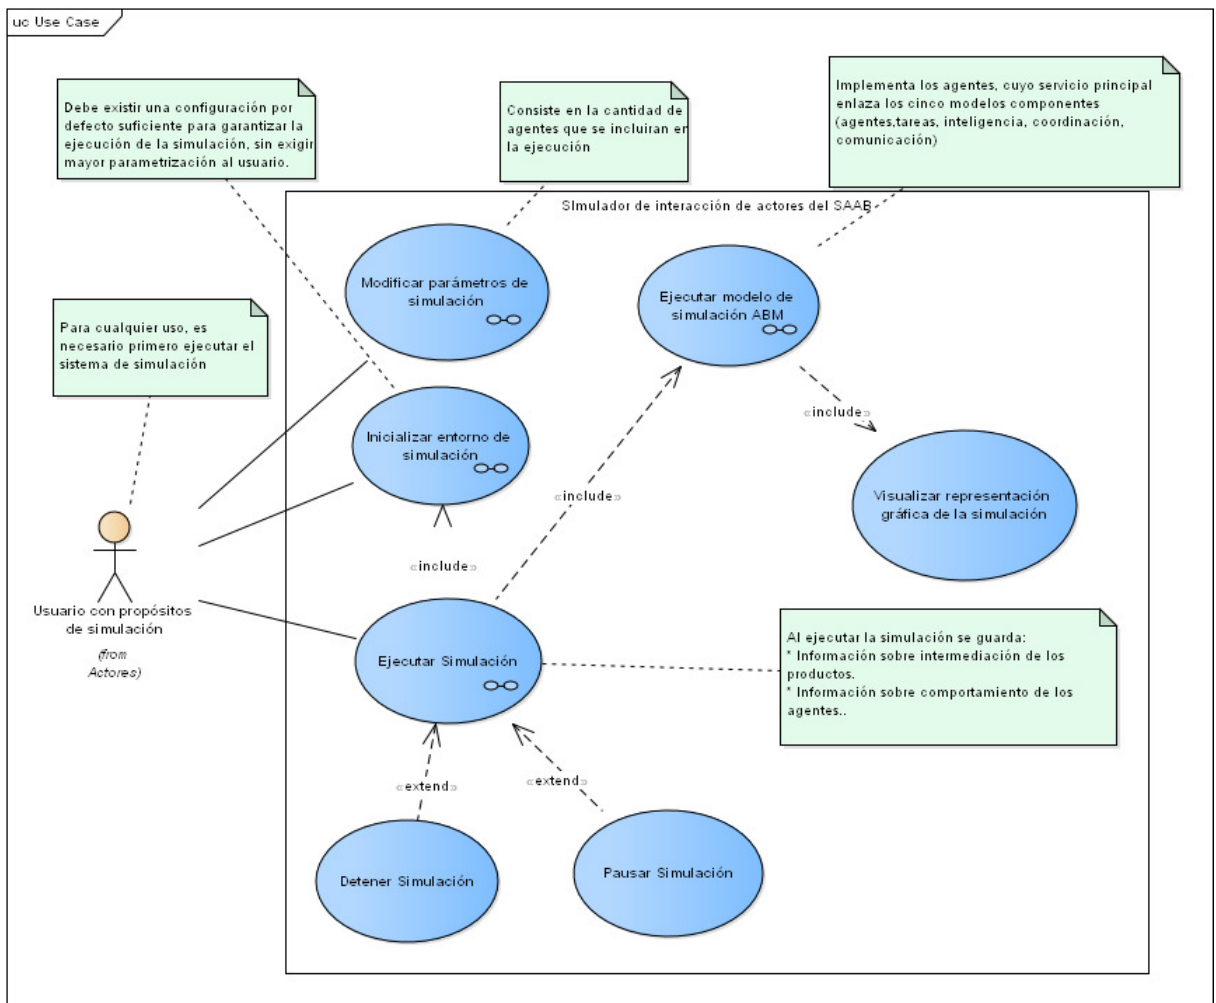 uc Use Case
Debe existir una configuración por
defecto suficiente para garantizar la
ejecución de la simulación, sin exigir
mayor parametrización al usuario.
Consiste en la cantidad de
agentes que se incluiran en
la ejecución
Implementa los agentes, cuyo servicio principal
enlaza los cinco modelos componentes
(agentes,tareas, inteligencia, coordinación,
comunicación)
SImulador de interacción de actores del SAAB
Modificar parámetros de
simulación
Ejecutar modelo de
simulación ABM
Para cualquier uso, es
necesario primero ejecutar el
sistema de simulación
«include»
Inicializar entorno de
simulación
«include»
Visualizar representación
gráfica de la simulación
«include»
Usuario con propósitos
de simulación
(from
Actores)
Ejecutar Simulación
Al ejecutar la simulación se guarda:
* Información sobre intermediación de los
productos.
* Información sobre comportamiento de los
agentes..
«extend»
«extend»
Detener Simulación
Pausar Simulación